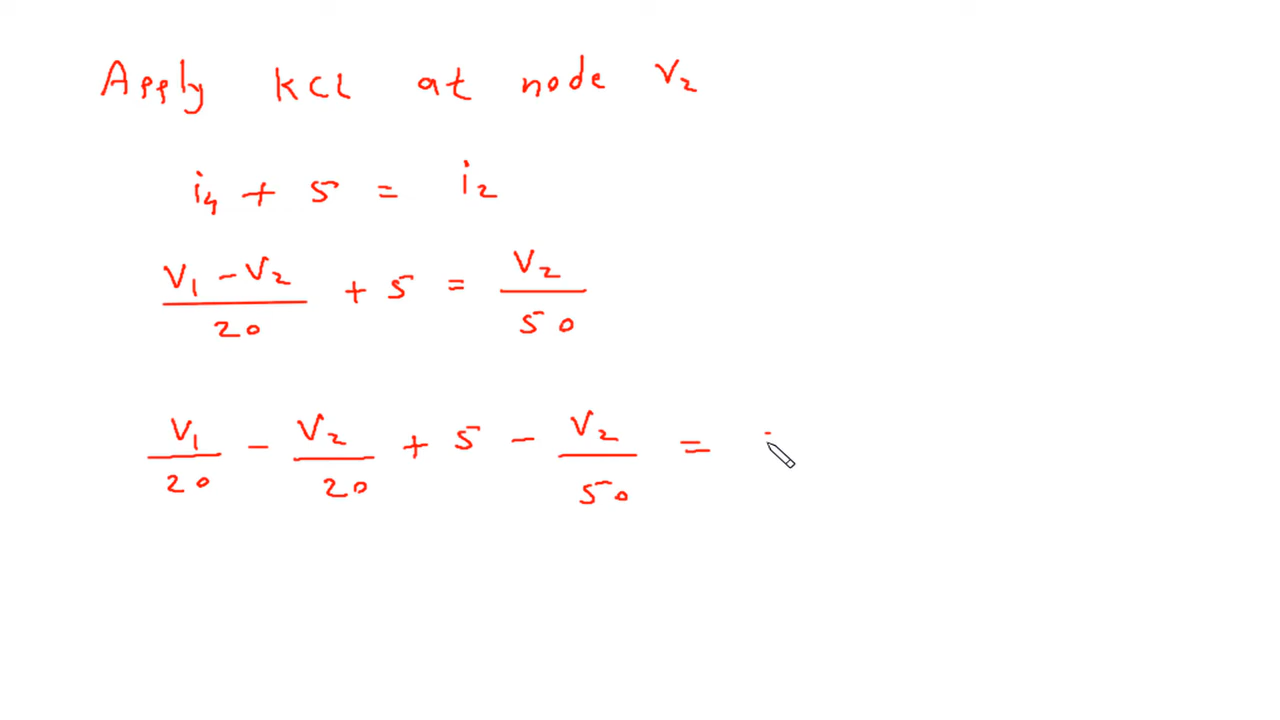 Apply KCL at node V₂
i₄ + 5 = i₂
(V₁ - V₂)/20 + 5 = V₂/50
V₁/20 - V₂/20 + 5 - V₂/50 =